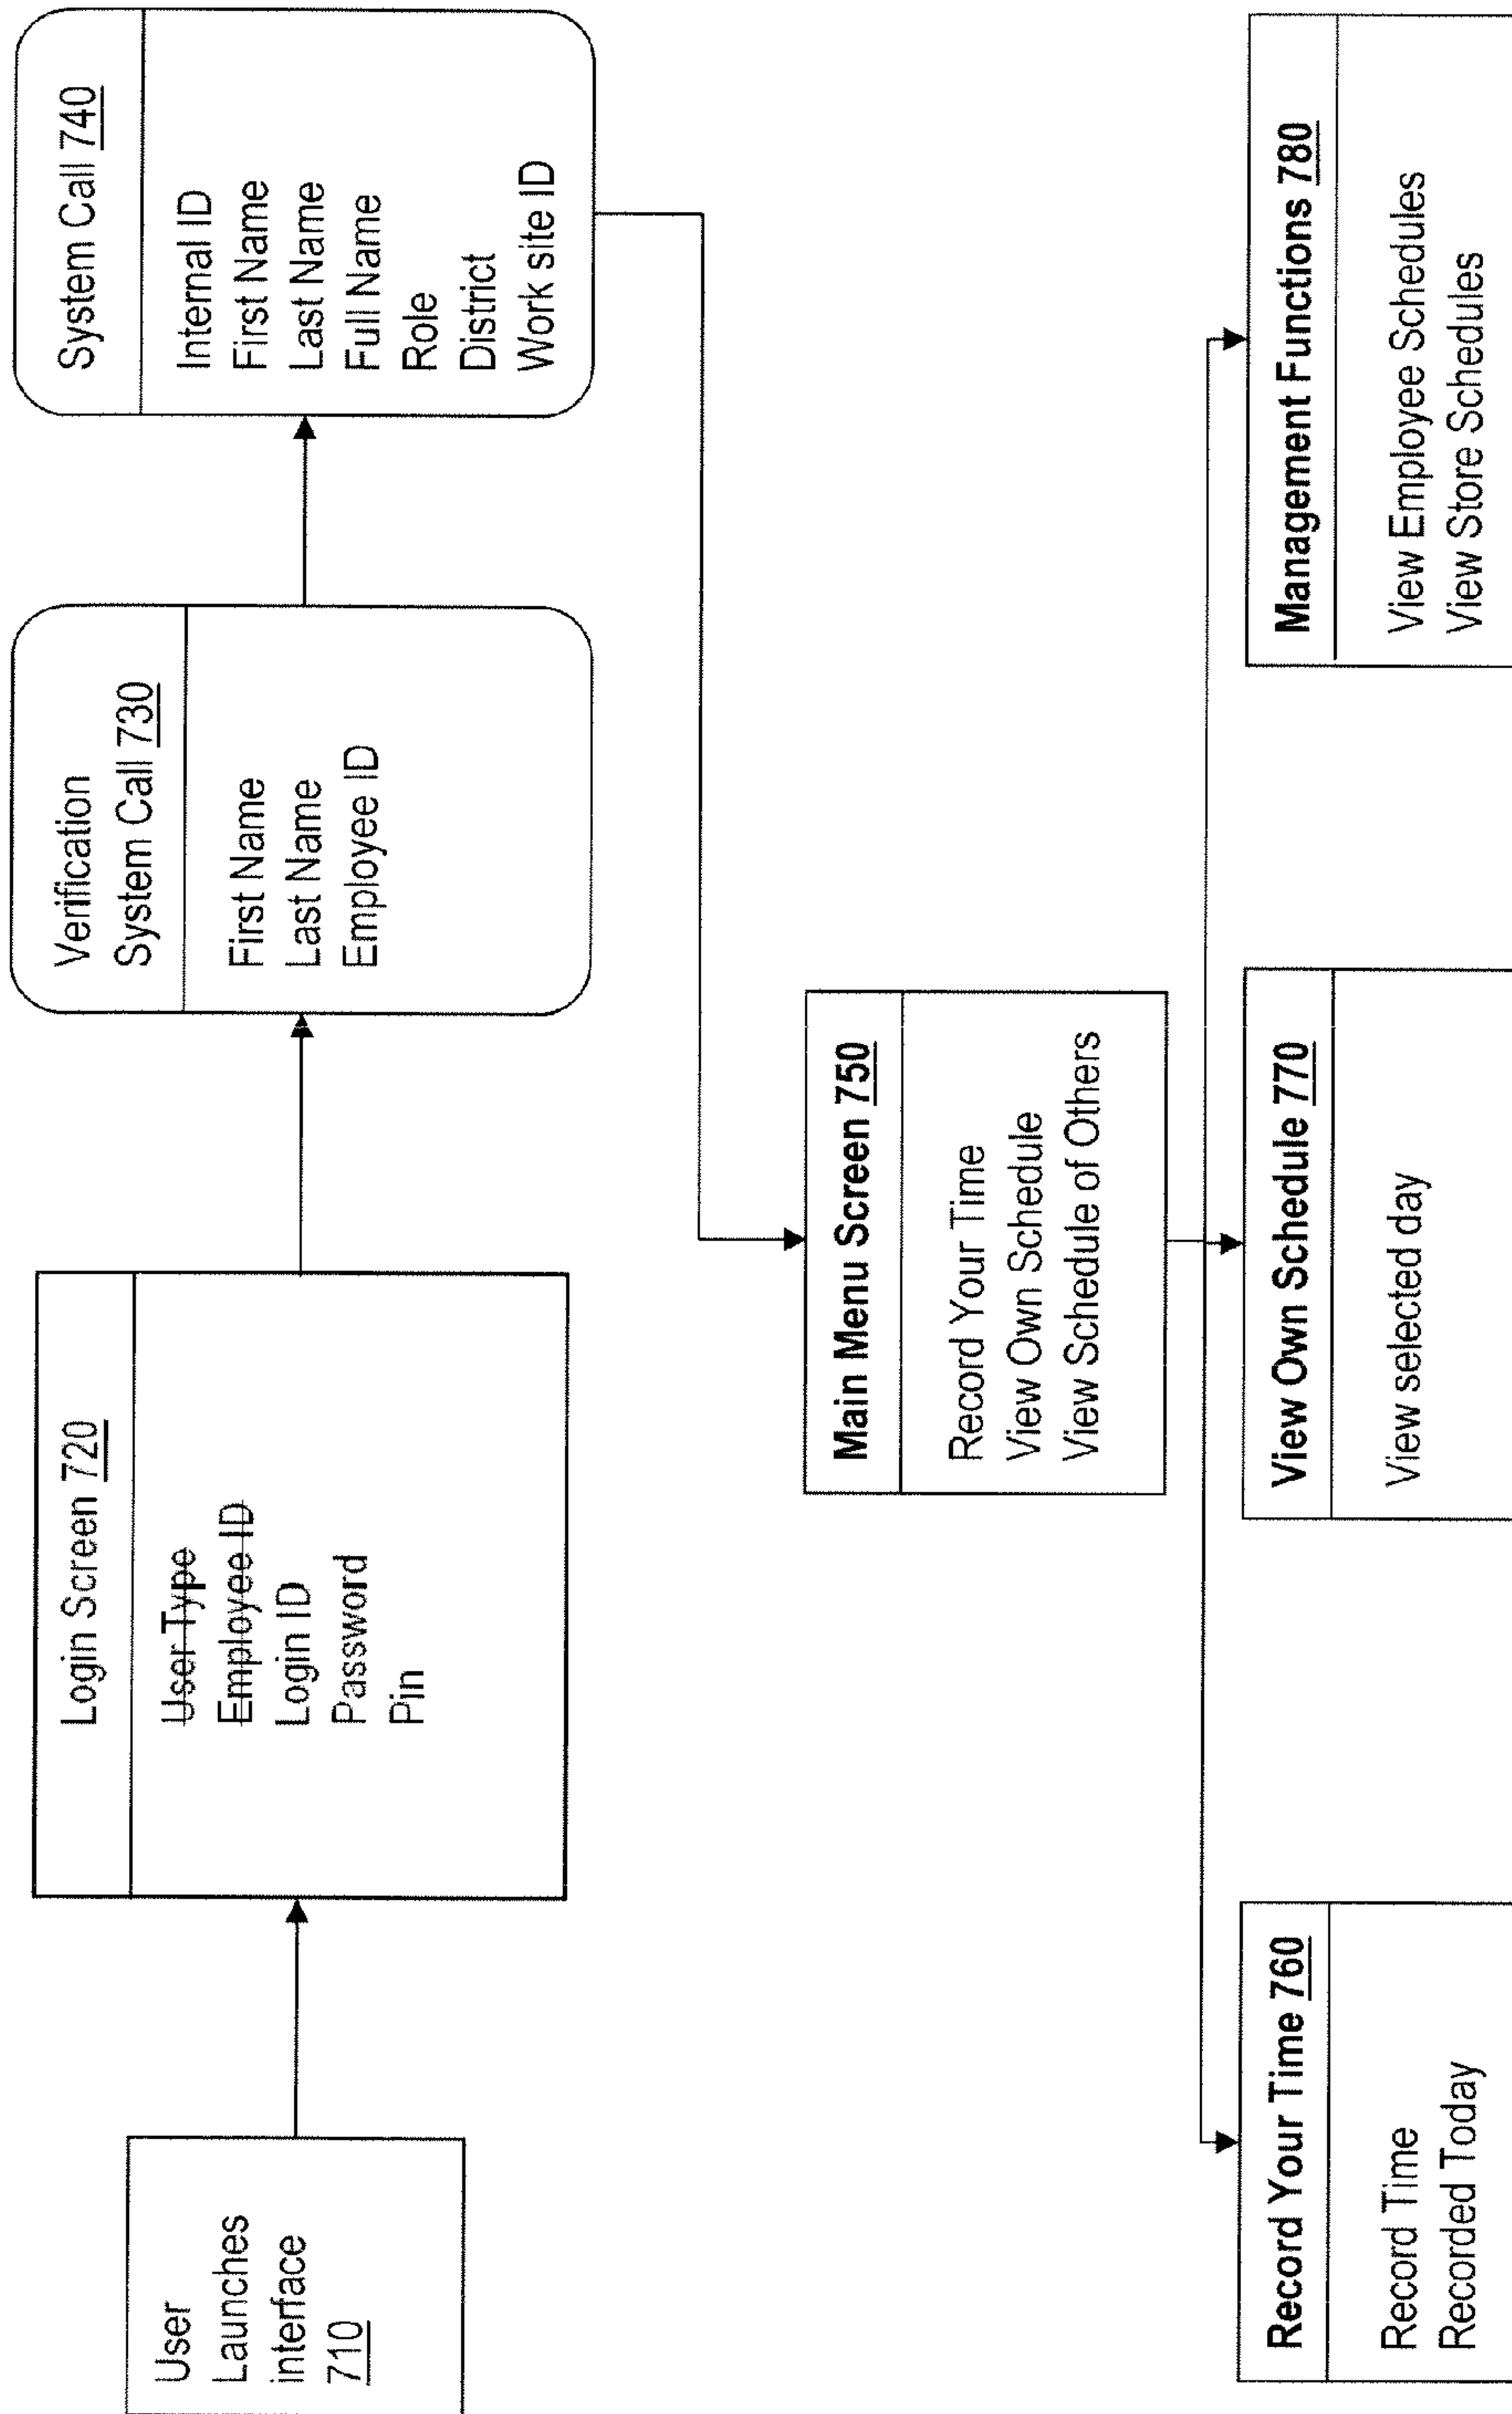 User
Launches
interface
710
Login Screen 720
User Type
Employee ID
Login ID
Password
Pin
Verification
System Call 730
First Name
Last Name
Employee ID
System Call 740
Internal ID
First Name
Last Name
Full Name
Role
District
Work site ID
Main Menu Screen 750
Record Your Time
View Own Schedule
View Schedule of Others
Record Your Time 760
Record Time
Recorded Today
View Own Schedule 770
View selected day
Management Functions 780
View Employee Schedules
View Store Schedules